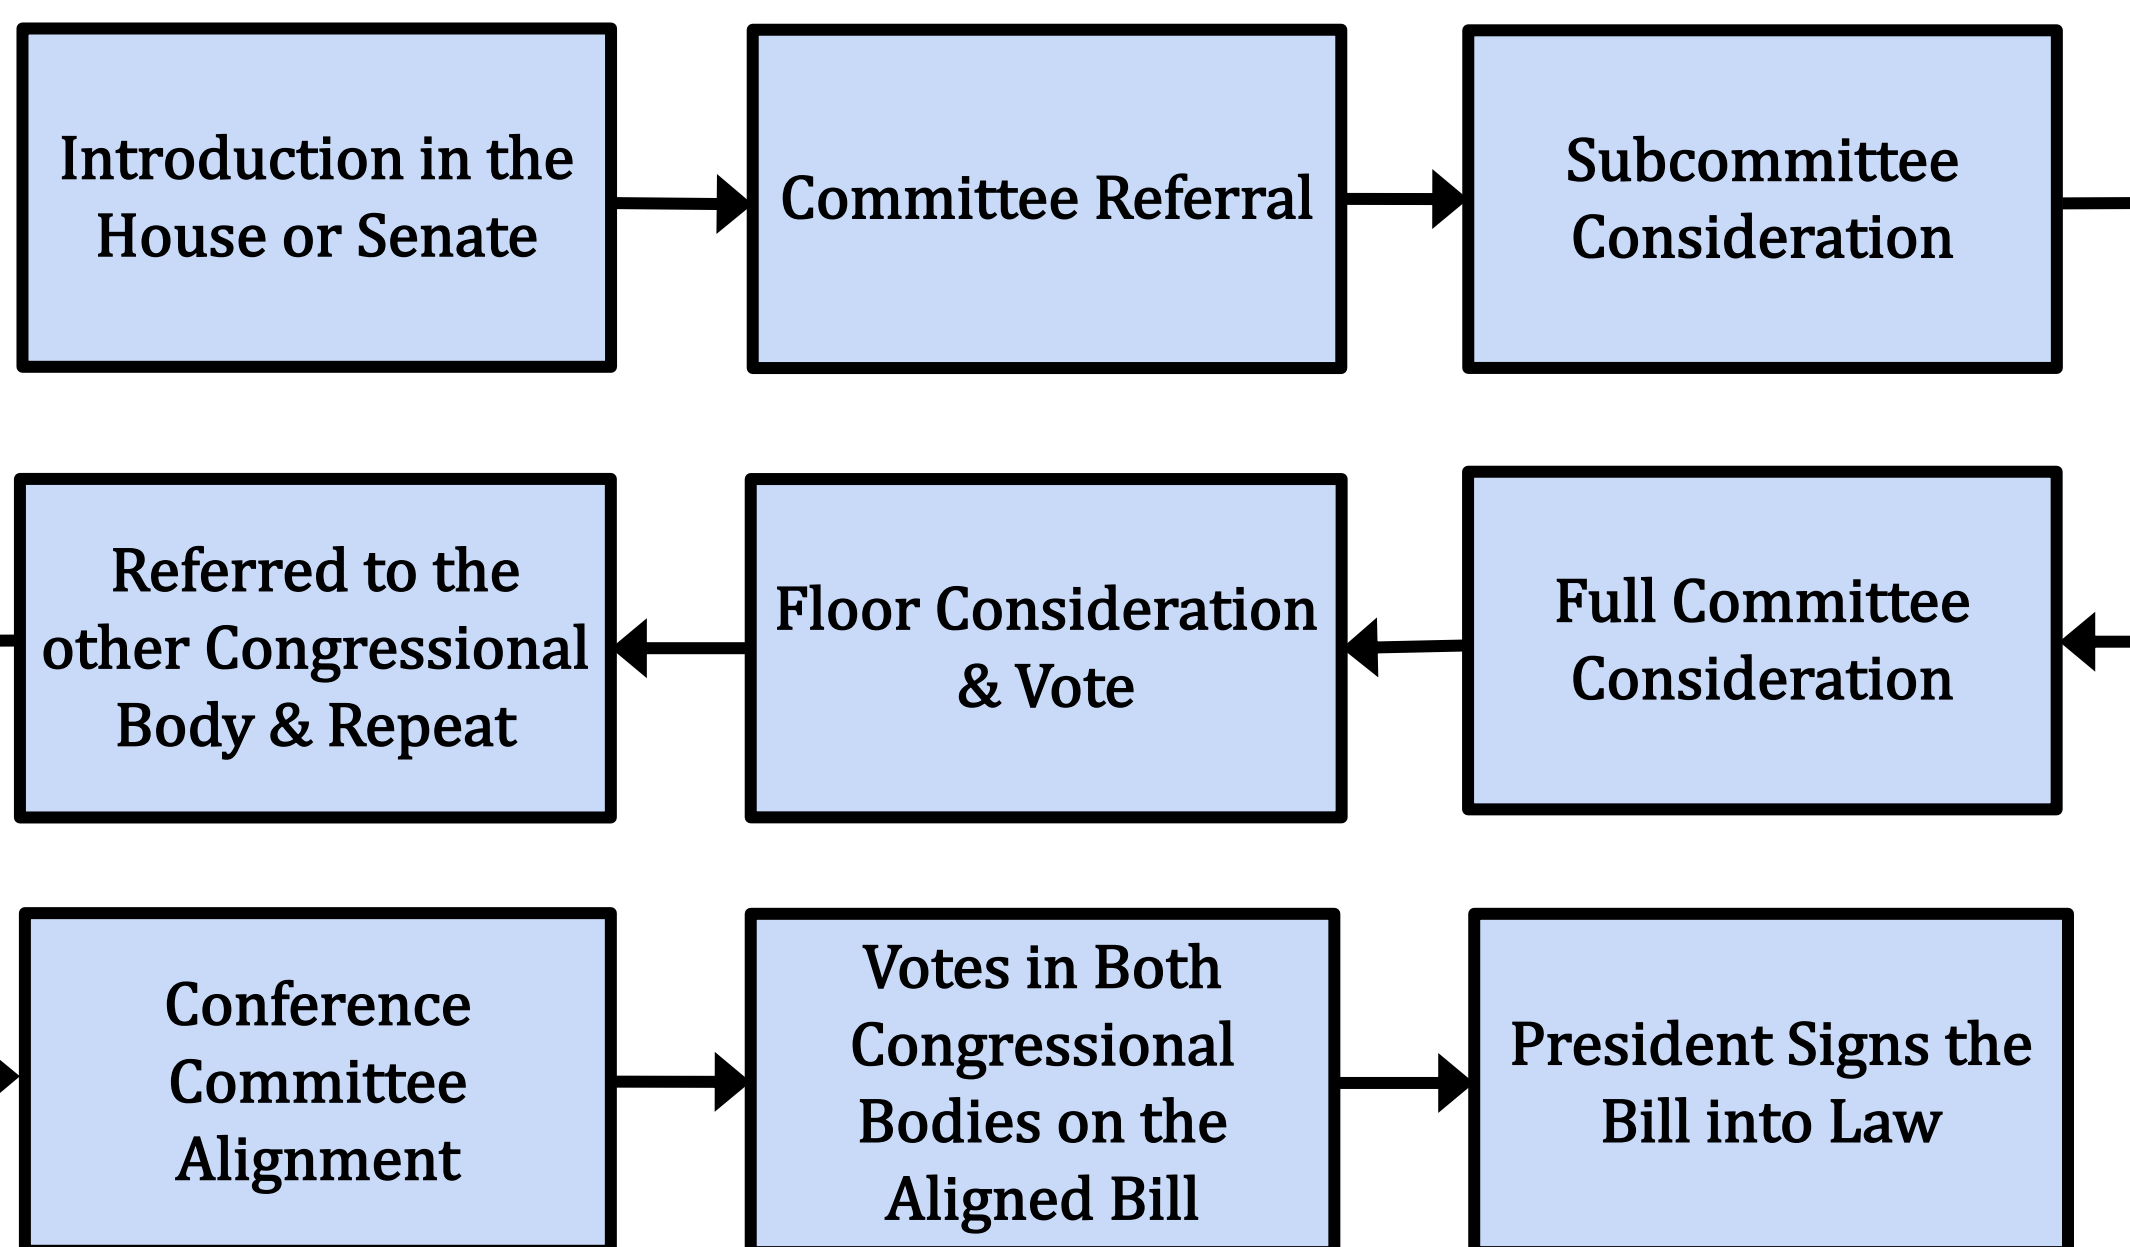 Introduction in the
House or Senate
Committee Referral
Subcommittee
Consideration
Full Committee
Consideration
Floor Consideration
& Vote
Referred to the
other Congressional
Body & Repeat
Conference
Committee
Alignment
Votes in Both
Congressional
Bodies on the
Aligned Bill
President Signs the
Bill into Law